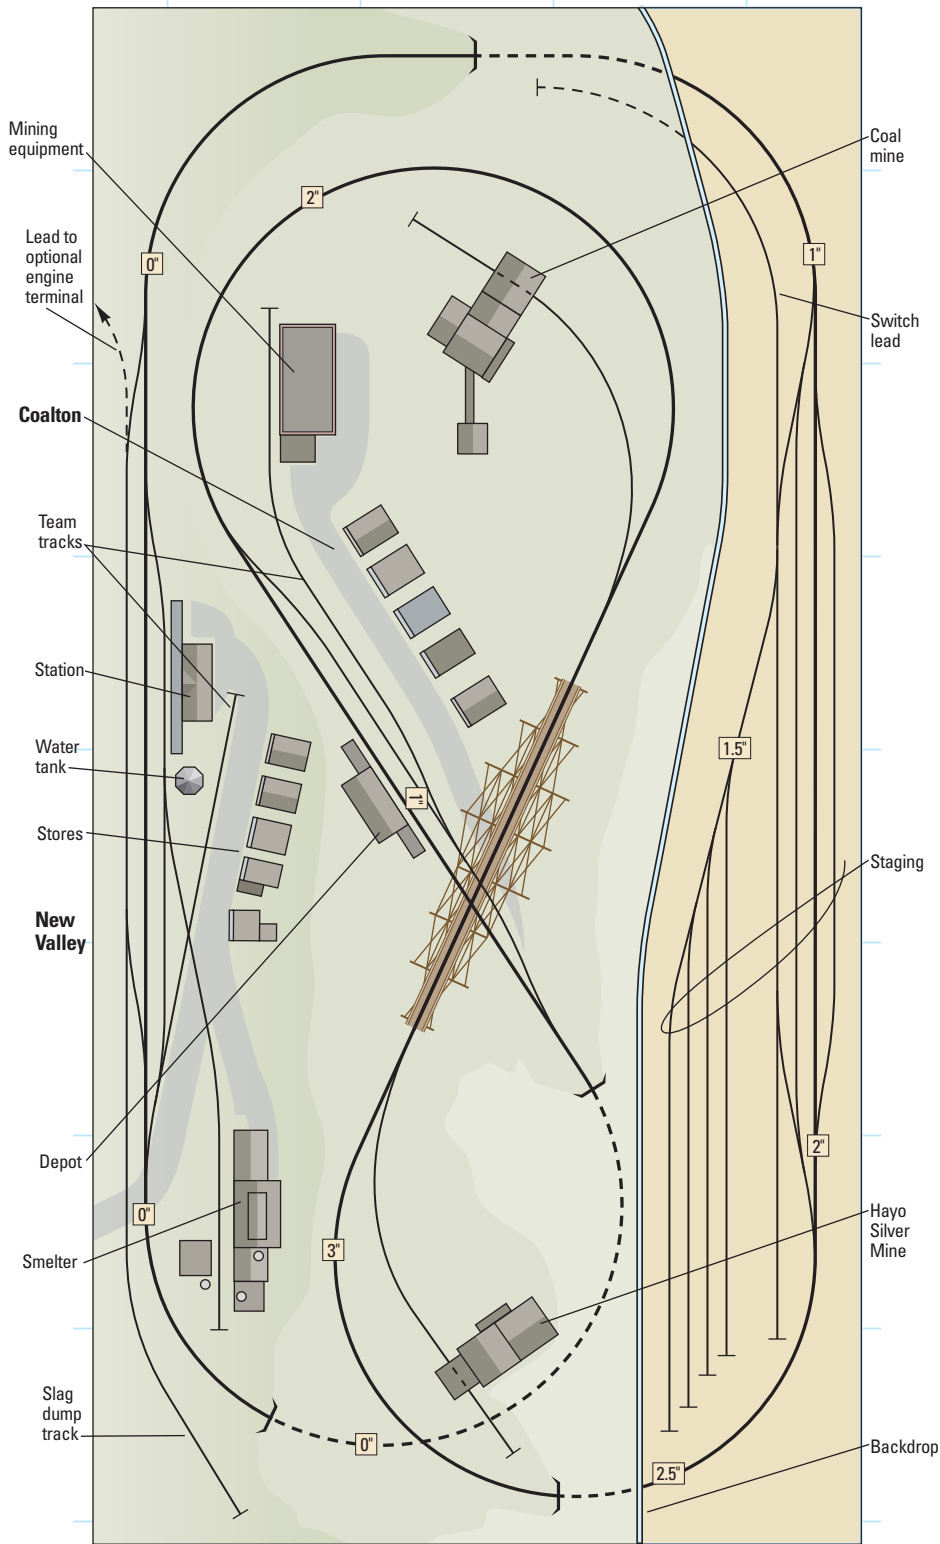 Mining
equipment
Coal
mine
2"
Lead to
optional
engine
terminal
0"
1"
Switch
lead
Coalton
Team
tracks
Station
Water
tank
1.5"
1"
Stores
Staging
New
Valley
2"
Depot
0"
Hayo
Silver
Mine
3"
Smelter
Slag
dump
track
0"
Backdrop
2.5"